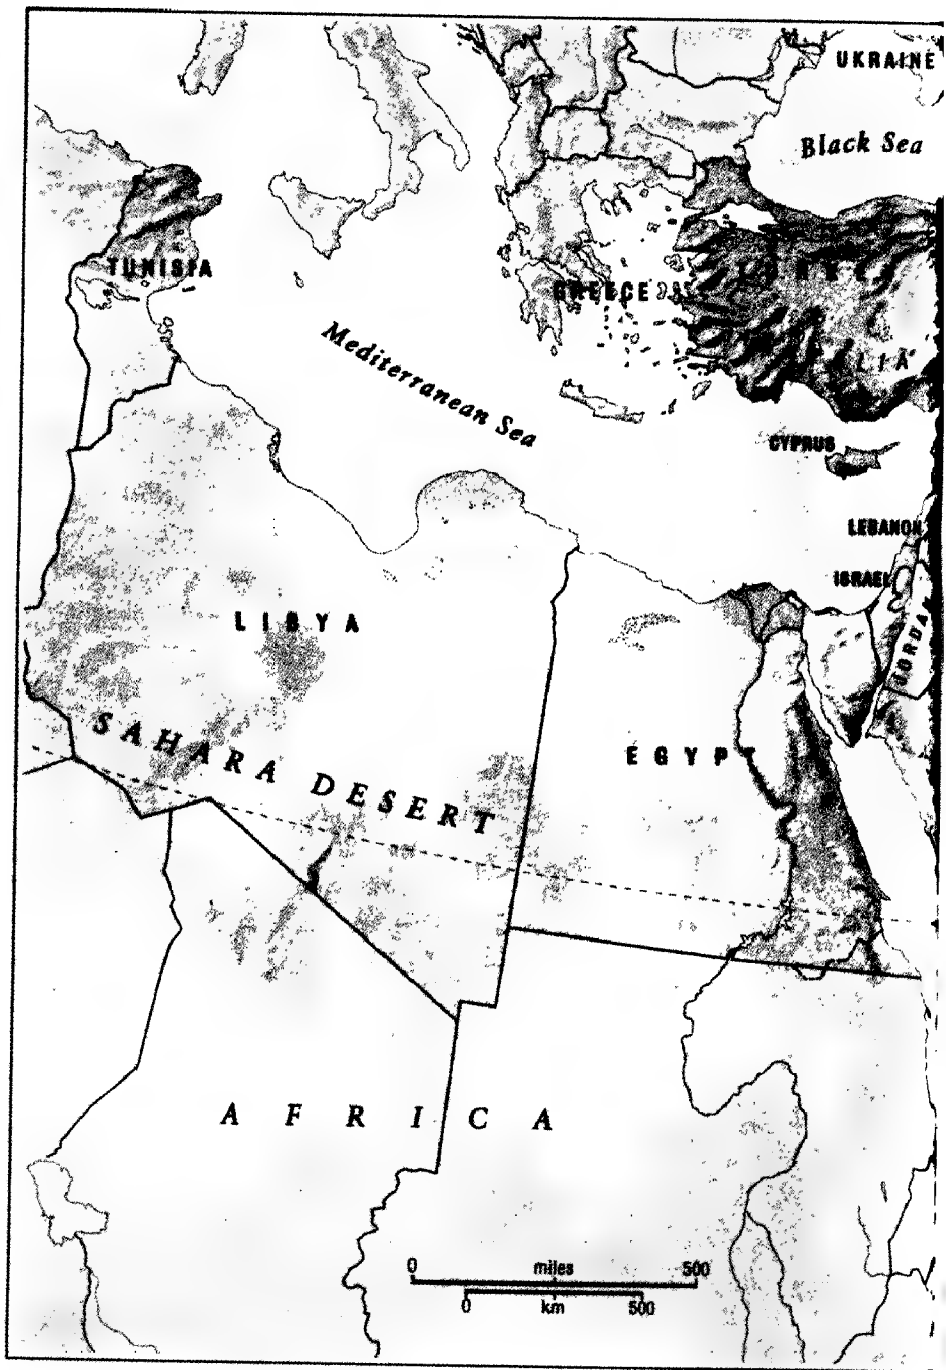 UKRAINE
Black Sea
TUNISIA
GREECE
Mediterranean Sea
CYPRUS
LEBANON
ISRAEL
LIBYA
SAHARA DESERT
EGYPT
AFRICA
0 miles 500
0 km 500